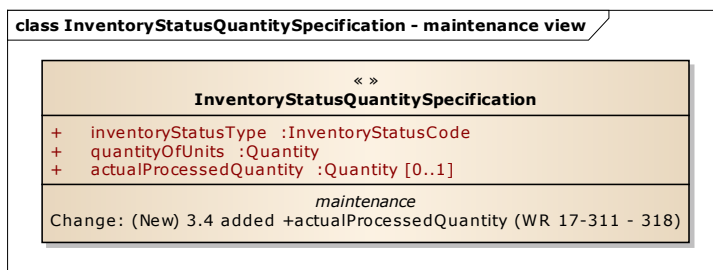 class InventoryStatusQuantitySpecification - maintenance view
« »
InventoryStatusQuantitySpecification
+ inventoryStatusType :InventoryStatusCode
+ quantityOfUnits :Quantity
+ actualProcessedQuantity :Quantity [0..1]
maintenance
Change: (New) 3.4 added +actualProcessedQuantity (WR 17-311 - 318)